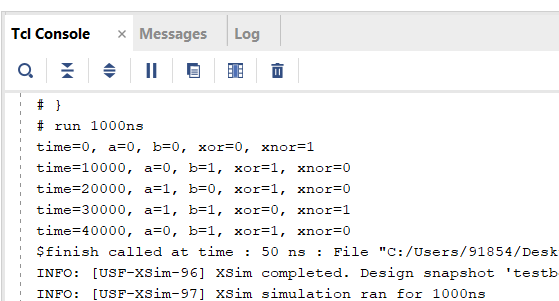 Tcl Console × Messages Log
# }
# run 1000ns
time=0, a=0, b=0, xor=0, xnor=1
time=10000, a=0, b=1, xor=1, xnor=0
time=20000, a=1, b=0, xor=1, xnor=0
time=30000, a=1, b=1, xor=0, xnor=1
time=40000, a=0, b=1, xor=1, xnor=0
$finish called at time : 50 ns : File "C:/Users/91854/Desk
INFO: [USF-XSim-96] XSim completed. Design snapshot 'testb
INFO: [USF-XSim-97] XSim simulation ran for 1000ns